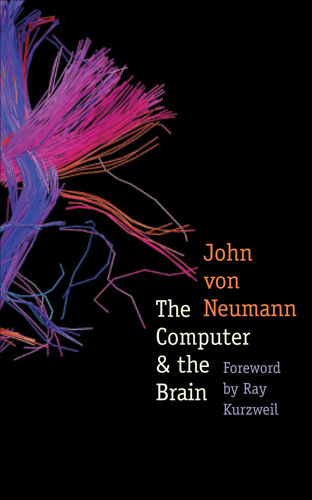 John
von
Neumann
The
Computer
& the
Brain
Foreword
by Ray
Kurzweil